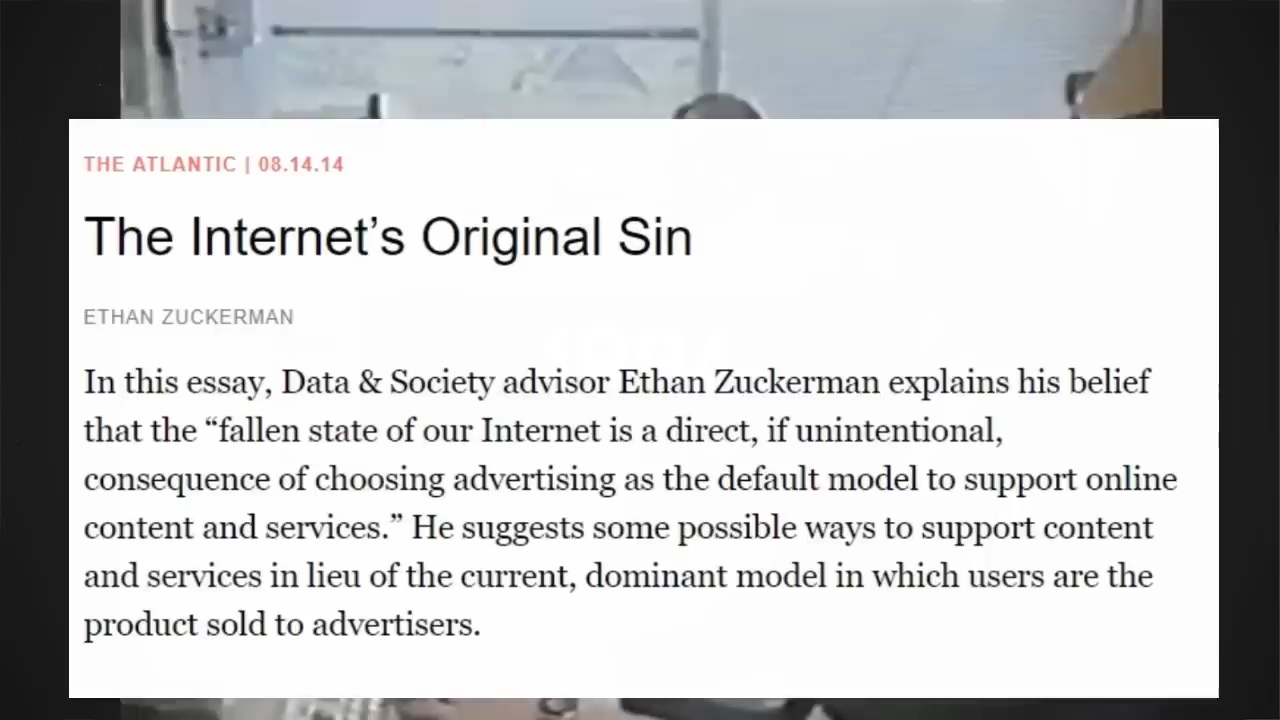 THE ATLANTIC | 08.14.14
The Internet’s Original Sin
ETHAN ZUCKERMAN
In this essay, Data & Society advisor Ethan Zuckerman explains his belief
that the “fallen state of our Internet is a direct, if unintentional,
consequence of choosing advertising as the default model to support online
content and services.” He suggests some possible ways to support content
and services in lieu of the current, dominant model in which users are the
product sold to advertisers.